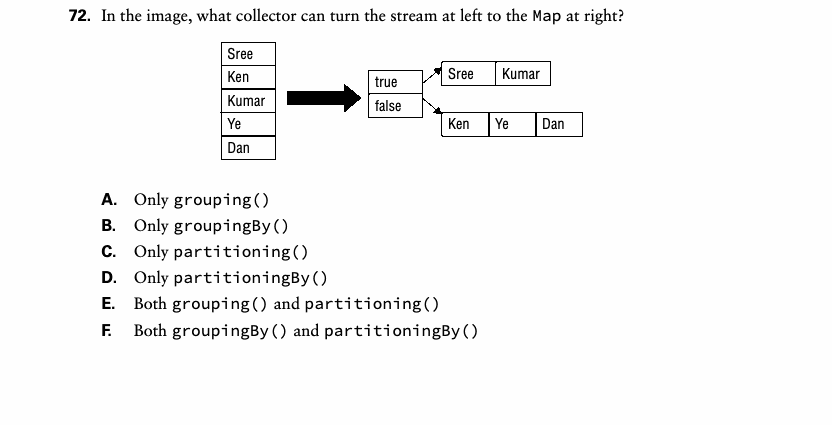 72. In the image, what collector can turn the stream at left to the Map at right?
Sree
Ken
Kumar
Ye
Dan
true
false
Sree Kumar
Ken Ye Dan
A. Only grouping()
B. Only groupingBy()
C. Only partitioning()
D. Only partitioningBy()
E. Both grouping() and partitioning()
F. Both groupingBy() and partitioningBy()